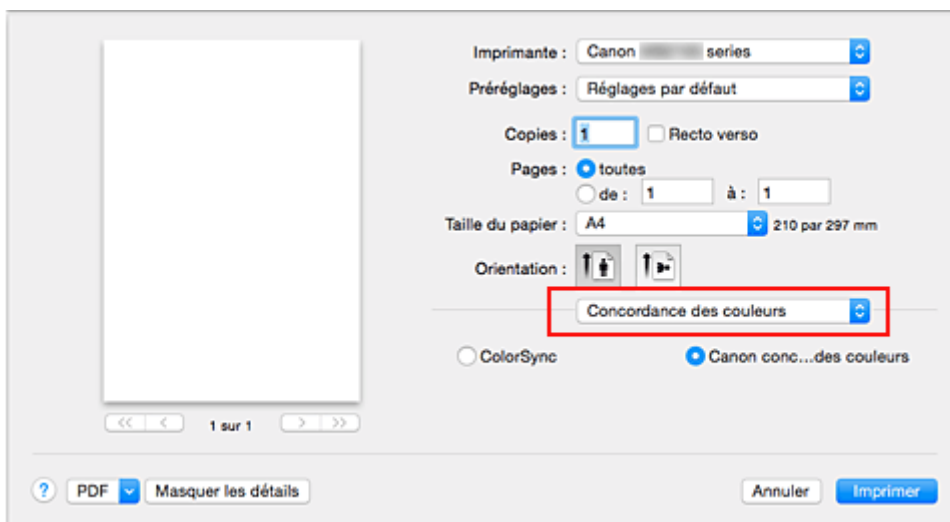 Imprimante : Canon series
Préréglages : Réglages par défaut
Copies : 1 Recto verso
Pages : toutes
de : 1 à : 1
Taille du papier : A4 210 par 297 mm
Orientation :
Concordance des couleurs
ColorSync Canon conc...des couleurs
<< < 1 sur 1 > >>
? PDF Masquer les détails Annuler Imprimer